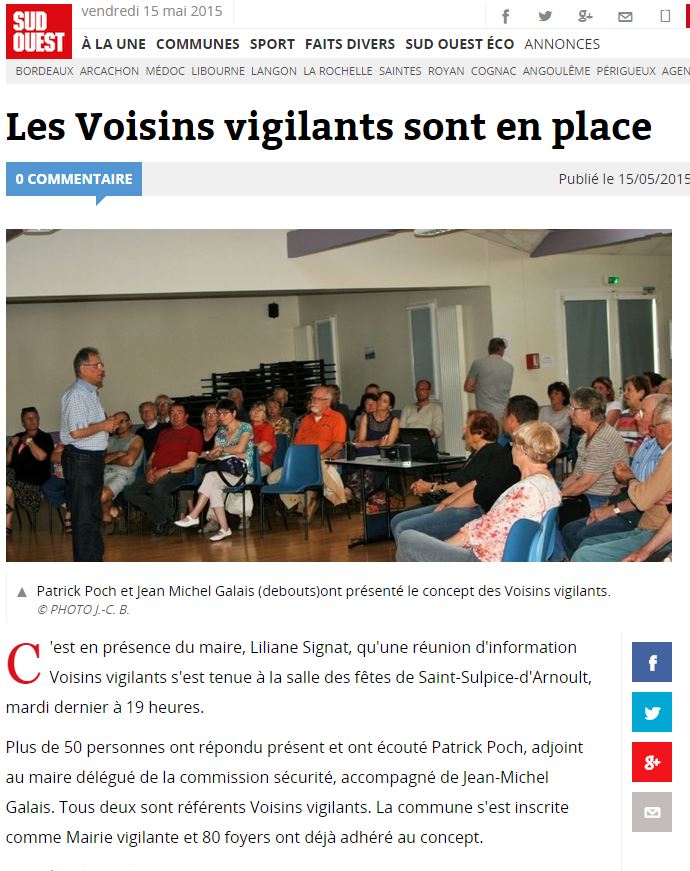 SUD
OUEST
vendredi 15 mai 2015
À LA UNE COMMUNES SPORT FAITS DIVERS SUD OUEST ÉCO ANNONCES
BORDEAUX ARCACHON MÉDOC LIBOURNE LANGON LA ROCHELLE SAINTES ROYAN COGNAC ANGOULÊME PÉRIGUEUX AGEN
Les Voisins vigilants sont en place
0 COMMENTAIRE
Publié le 15/05/2015
Patrick Poch et Jean Michel Galais (debouts)ont présenté le concept des Voisins vigilants.
© PHOTO J.-C. B.
C'est en présence du maire, Liliane Signat, qu'une réunion d'information
Voisins vigilants s'est tenue à la salle des fêtes de Saint-Sulpice-d'Arnoult,
mardi dernier à 19 heures.
Plus de 50 personnes ont répondu présent et ont écouté Patrick Poch, adjoint
au maire délégué de la commission sécurité, accompagné de Jean-Michel
Galais. Tous deux sont référents Voisins vigilants. La commune s'est inscrite
comme Mairie vigilante et 80 foyers ont déjà adhéré au concept.